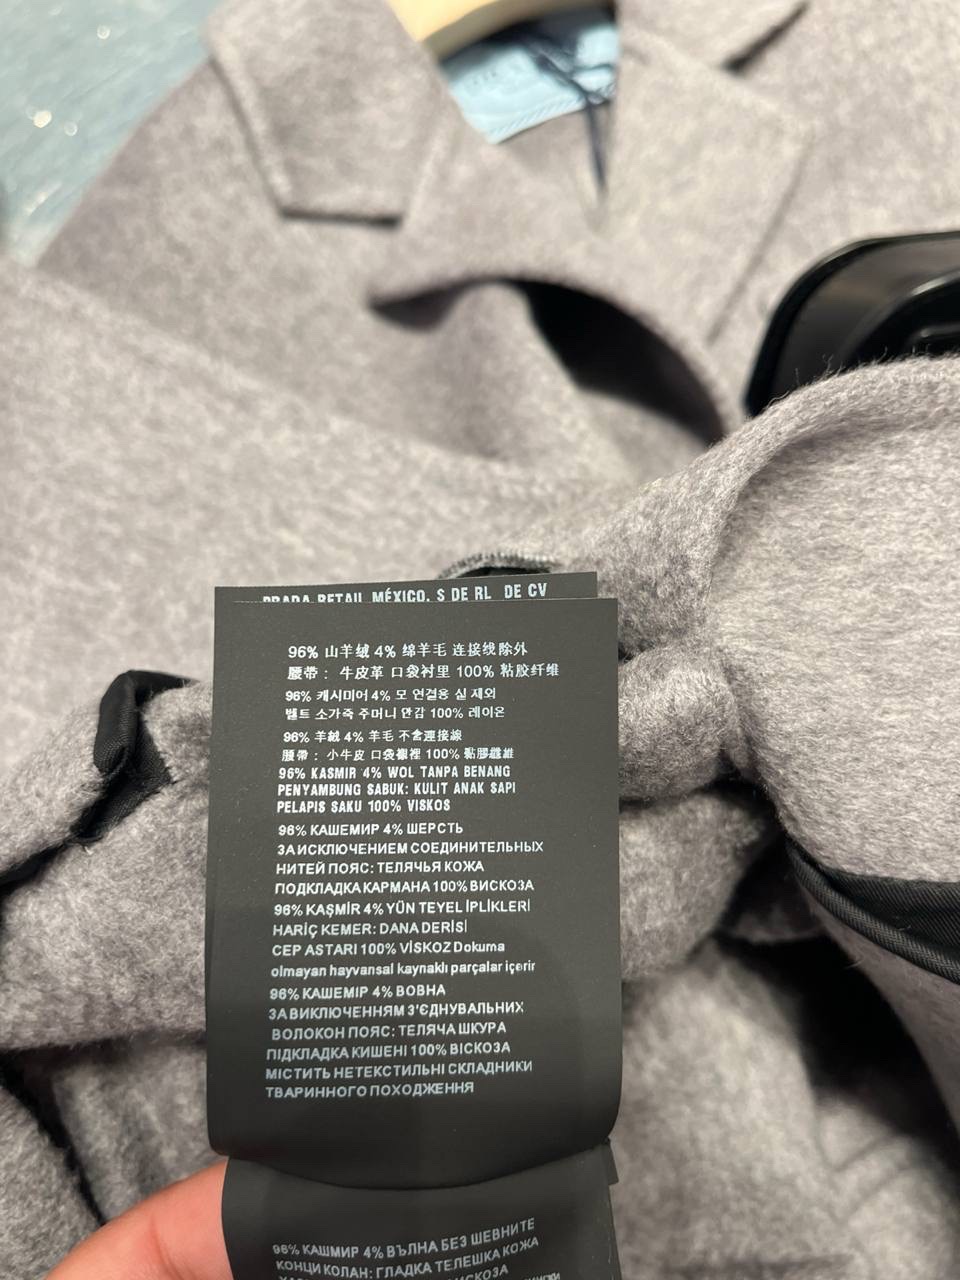 PRADA RETAIL MÉXICO, S DE RL DE CV
96% 山羊绒 4% 绵羊毛 连接线除外
腰带： 牛皮革 口袋衬里 100% 粘胶纤维
96% 캐시미어 4% 모 연결용 실 제외
벨트 소가죽 주머니 안감 100% 레이온
96% 羊絨 4% 羊毛 不含連接線
腰帶： 小牛皮 口袋襯裡 100% 黏膠纖維
96% KASMIR 4% WOL TANPA BENANG
PENYAMBUNG SABUK: KULIT ANAK SAPI
PELAPIS SAKU 100% VISKOS
96% КАШЕМИР 4% ШЕРСТЬ
ЗА ИСКЛЮЧЕНИЕМ СОЕДИНИТЕЛЬНЫХ
НИТЕЙ ПОЯС: ТЕЛЯЧЬЯ КОЖА
ПОДКЛАДКА КАРМАНА 100% ВИСКОЗА
96% KAŞMİR 4% YÜN TEYEL İPLİKLERİ
HARİÇ KEMER: DANA DERİSİ
CEP ASTARI 100% VİSKOZ Dokuma
olmayan hayvansal kaynaklı parçalar içerir
96% КАШЕМІР 4% ВОВНА
ЗА ВИКЛЮЧЕННЯМ З'ЄДНУВАЛЬНИХ
ВОЛОКОН ПОЯС: ТЕЛЯЧА ШКУРА
ПІДКЛАДКА КИШЕНІ 100% ВІСКОЗА
МІСТИТЬ НЕТЕКСТИЛЬНІ СКЛАДНИКИ
ТВАРИННОГО ПОХОДЖЕННЯ
96% КАШМИР 4% ВЪЛНА БЕЗ ШЕВНИТЕ
КОНЦИ КОЛАН: ГЛАДКА ТЕЛЕШКА КОЖА